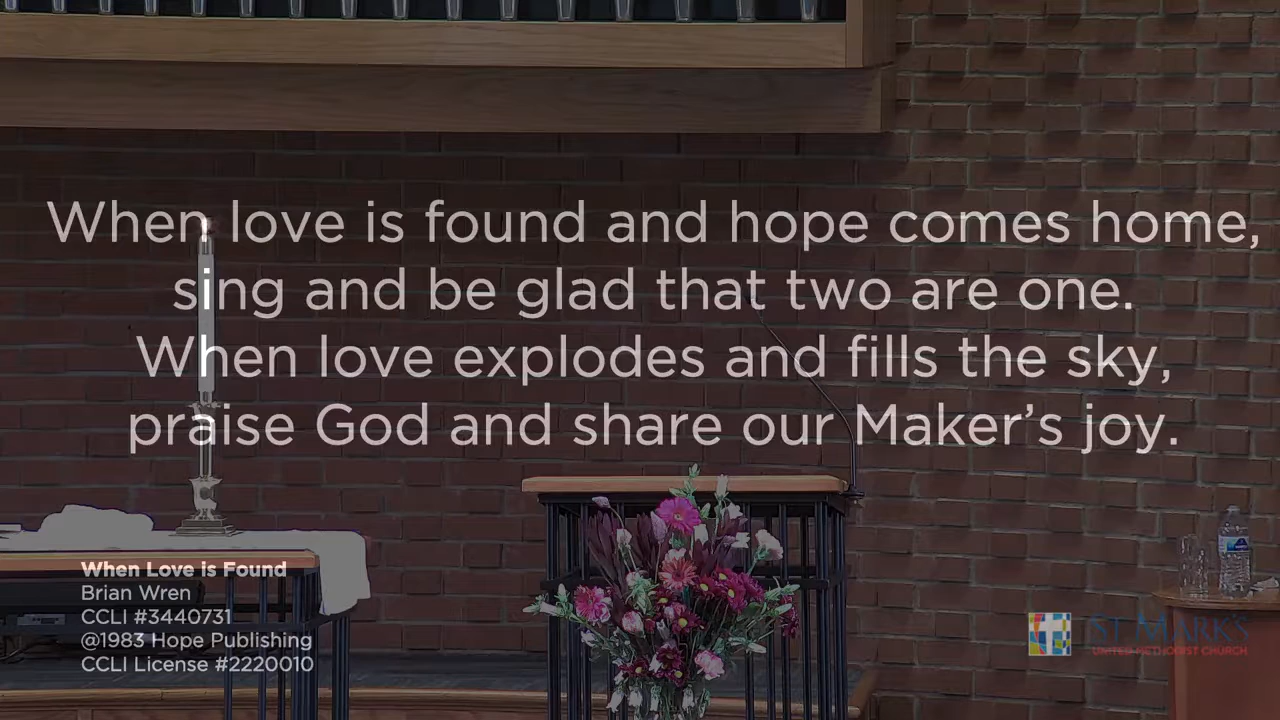 When love is found and hope comes home,
sing and be glad that two are one.
When love explodes and fills the sky,
praise God and share our Maker’s joy.
When Love is Found
Brian Wren
CCLI #3440731
@1983 Hope Publishing
CCLI License #2220010
ST MARK'S
UNITED METHODIST CHURCH